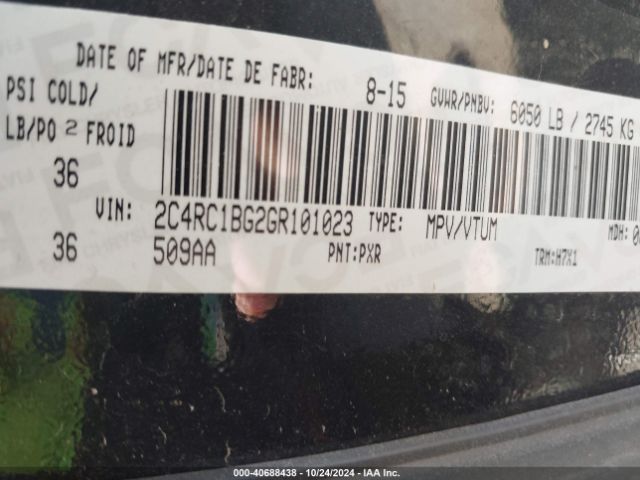 DATE OF MFR/DATE DE FABR: 8-15 GVWR/PNBV: 6050 LB / 2745 KG
PSI COLD/
LB/PO 2 FROID
36
VIN: 2C4RC1BG2GR101023 TYPE: MPV/VTUM MDH:
36 509AA PNT:PXR TRM:H7X1
000-40688438 - 10/24/2024 - IAA Inc.